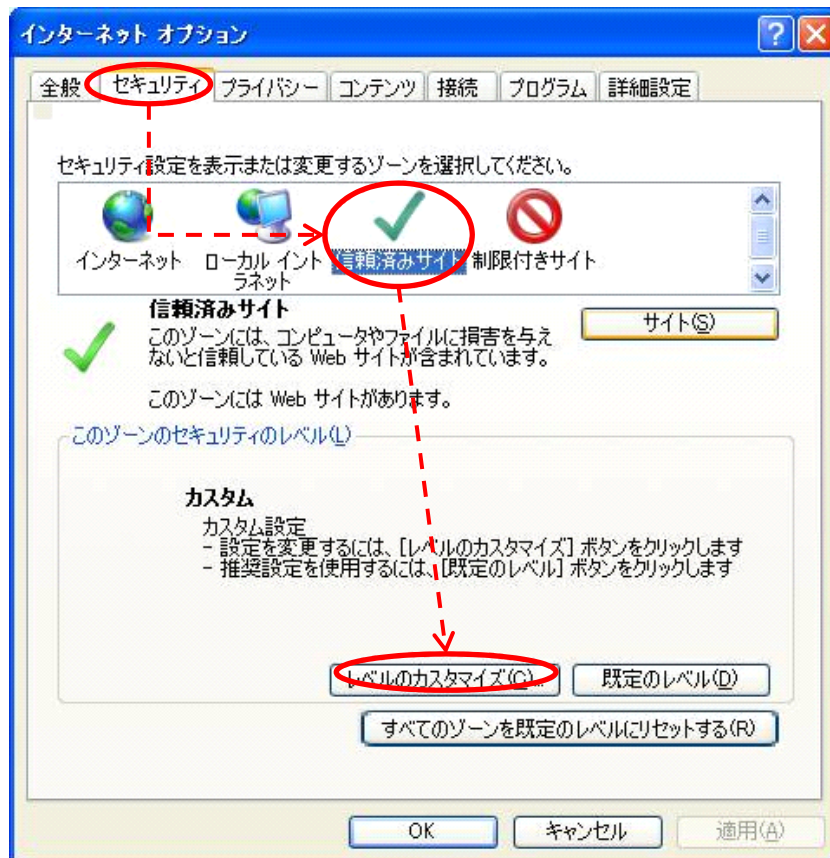 インターネット オプション
全般 セキュリティ プライバシー コンテンツ 接続 プログラム 詳細設定
セキュリティ設定を表示または変更するゾーンを選択してください。
インターネット ローカル イント 信頼済みサイト 制限付きサイト
ラネット
信頼済みサイト
サイト(S)
このゾーンには、コンピュータやファイルに損害を与え
ないと信頼している Web サイトが含まれています。
このゾーンには Web サイトがあります。
このゾーンのセキュリティのレベル(L)
カスタム
カスタム設定
- 設定を変更するには、[レベルのカスタマイズ] ボタンをクリックします
- 推奨設定を使用するには、[既定のレベル] ボタンをクリックします
レベルのカスタマイズ(C)... 既定のレベル(D)
すべてのゾーンを既定のレベルにリセットする(R)
OK キャンセル 適用(A)